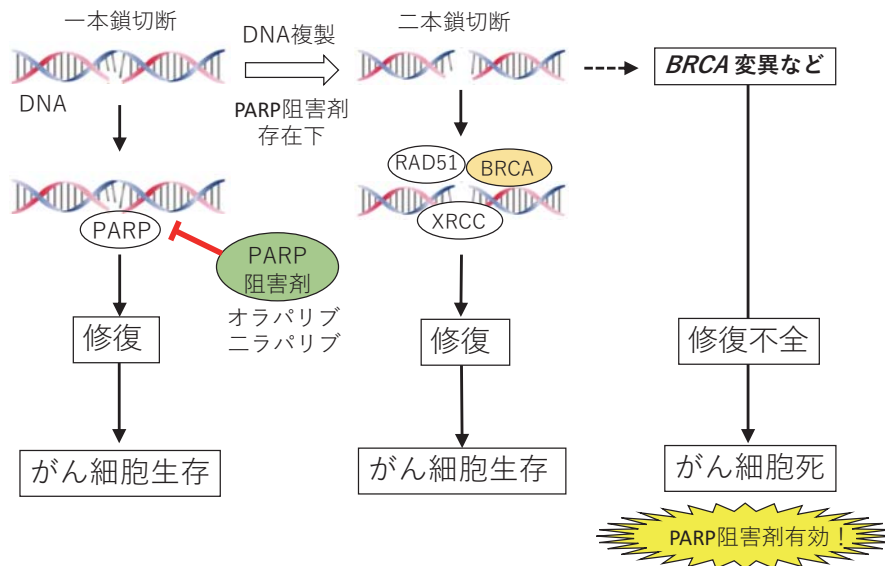 一本鎖切断
DNA複製
二本鎖切断
BRCA 変異など
DNA
PARP阻害剤
存在下
RAD51
BRCA
XRCC
PARP
PARP
阻害剤
オラパリブ
ニラパリブ
修復
修復
修復不全
がん細胞生存
がん細胞生存
がん細胞死
PARP阻害剤有効！